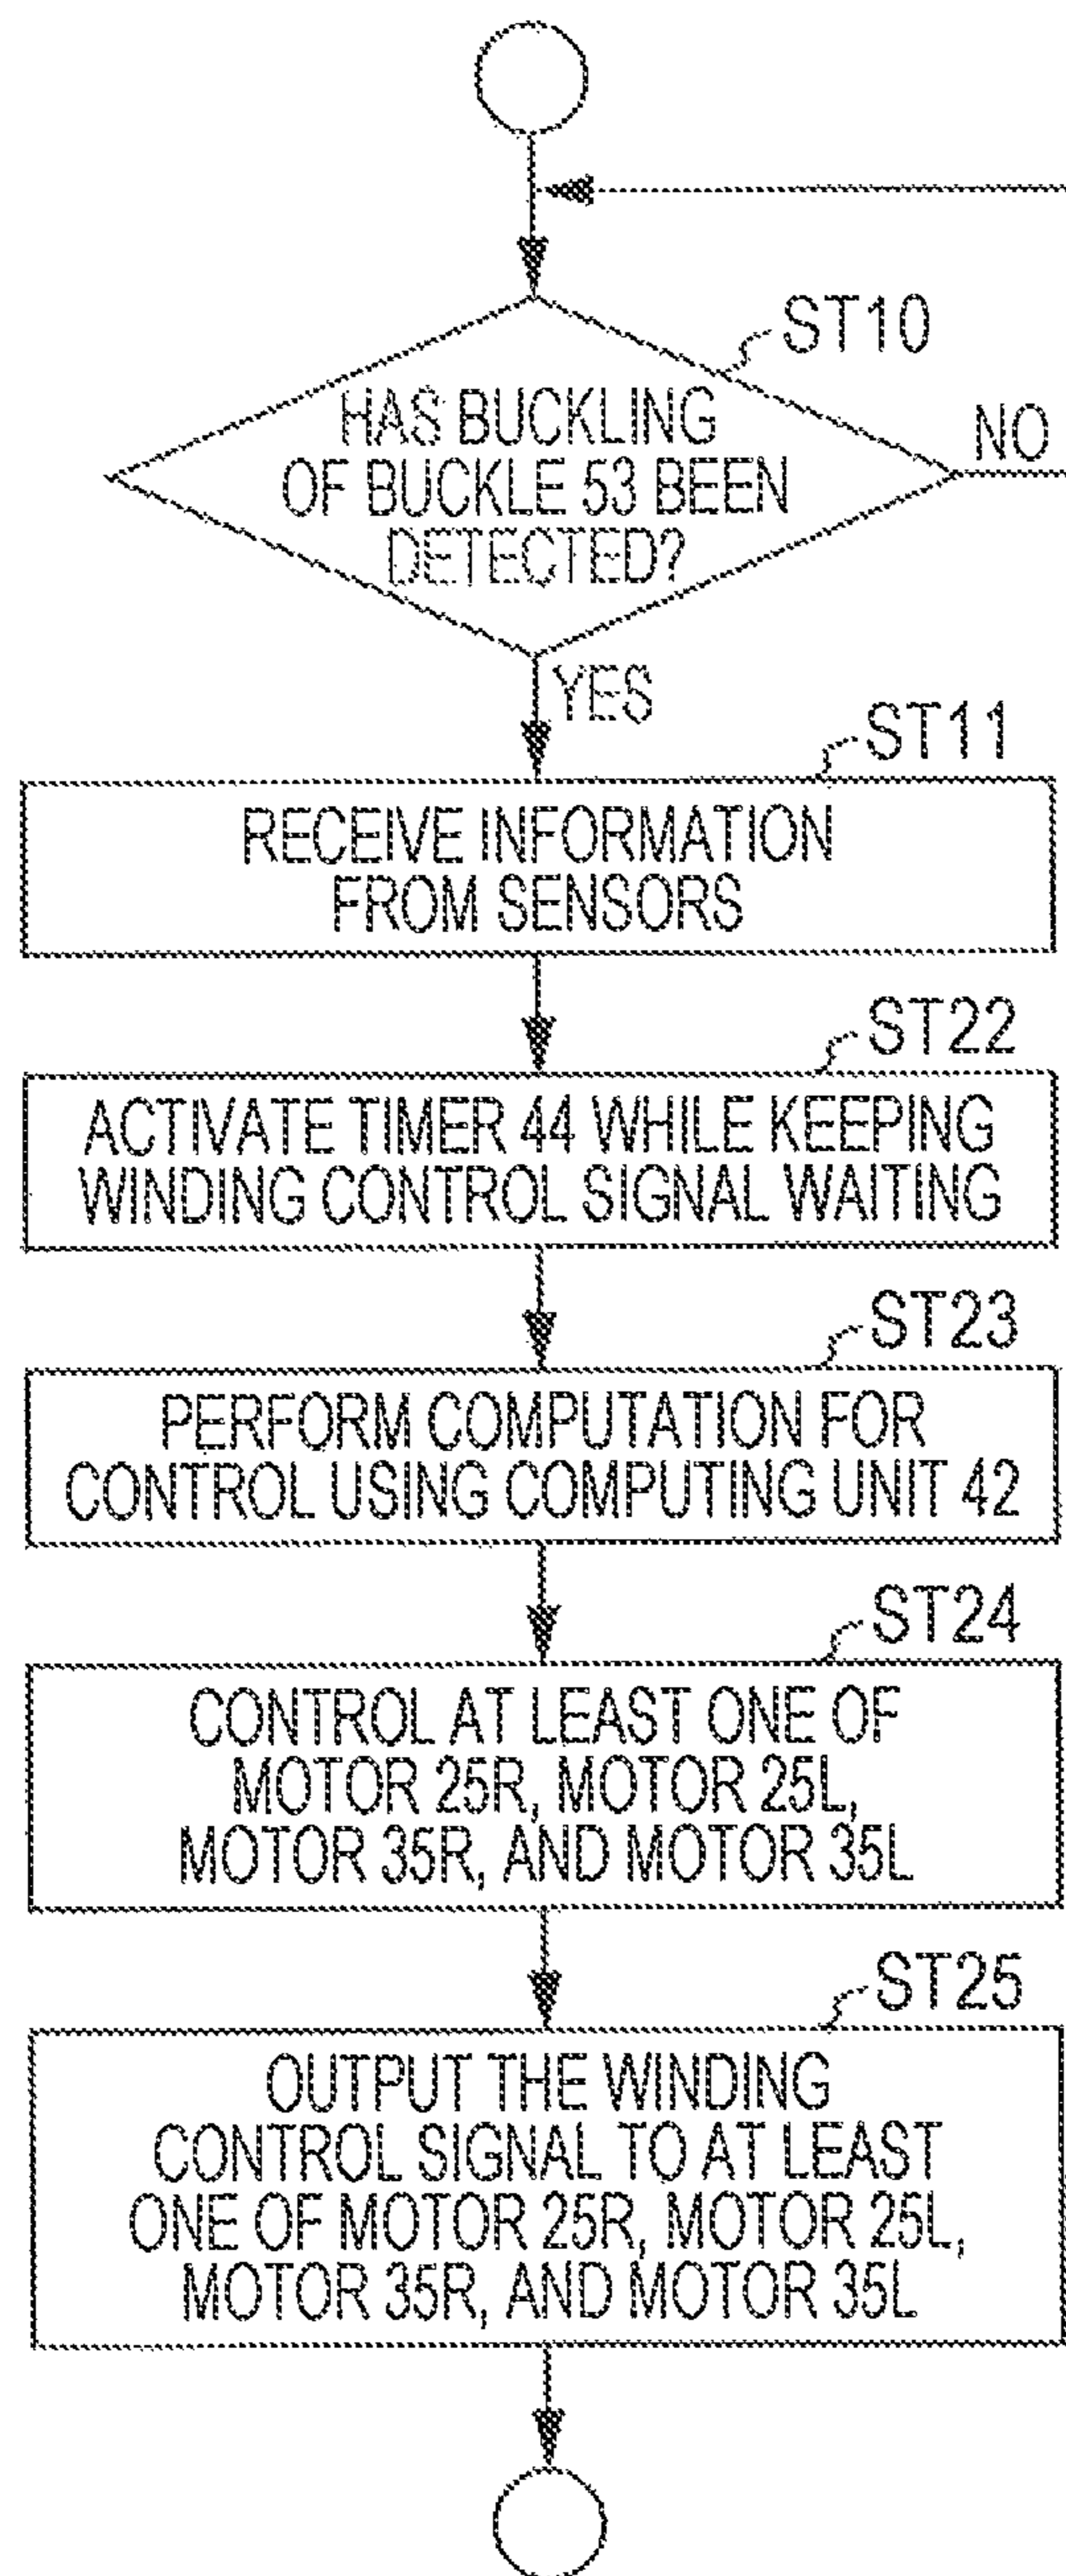 ST10
HAS BUCKLING
OF BUCKLE 53 BEEN
DETECTED?
NO
YES
ST11
RECEIVE INFORMATION
FROM SENSORS
ST22
ACTIVATE TIMER 44 WHILE KEEPING
WINDING CONTROL SIGNAL WAITING
ST23
PERFORM COMPUTATION FOR
CONTROL USING COMPUTING UNIT 42
ST24
CONTROL AT LEAST ONE OF
MOTOR 25R, MOTOR 25L,
MOTOR 35R, AND MOTOR 35L
ST25
OUTPUT THE WINDING
CONTROL SIGNAL TO AT LEAST
ONE OF MOTOR 25R, MOTOR 25L,
MOTOR 35R, AND MOTOR 35L